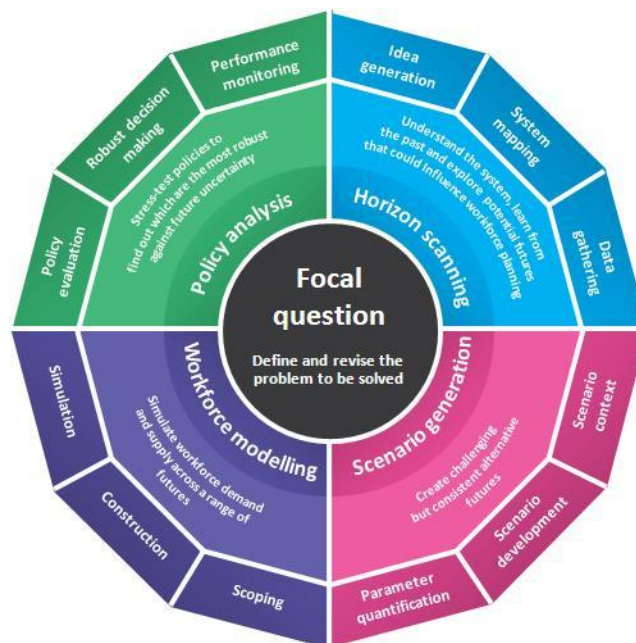 Focal
question
Define and revise the
problem to be solved
Horizon scanning
Understand the system, learn from
the past and explore potential futures
that could influence workforce planning
Idea
generation
System
mapping
Data
gathering
Scenario generation
Create challenging
but consistent alternative
futures
Scenario
context
Scenario
development
Parameter
quantification
Workforce modelling
Simulate workforce demand
and supply across a range of
futures
Scoping
Construction
Simulation
Policy analysis
Stress-test policies to
find out which are the most robust
against future uncertainty
Policy
evaluation
Robust decision
making
Performance
monitoring